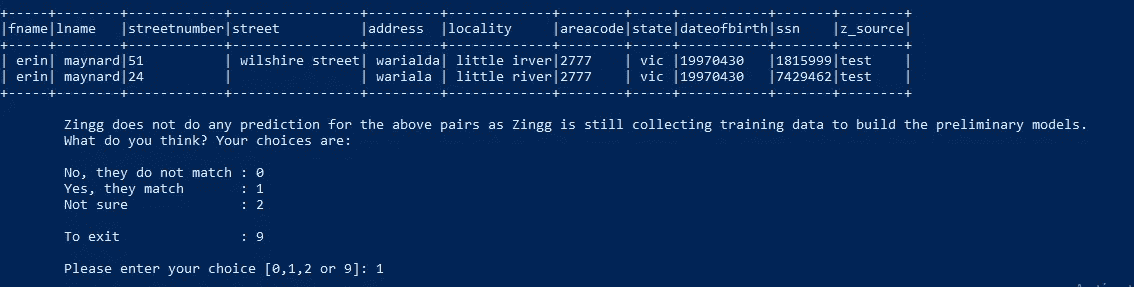 +-----+-------+------------+----------------+---------+------------+--------+-----+-----------+-------+--------+
|fname|lname  |streetnumber|street          |address  |locality    |areacode|state|dateofbirth|ssn    |z_source|
+-----+-------+------------+----------------+---------+------------+--------+-----+-----------+-------+--------+
| erin| maynard|51          | wilshire street| warialda| little irver|2777    | vic |19970430   |1815999|test    |
| erin| maynard|24          |                | wariala | little river|2777    | vic |19970430   |7429462|test    |
+-----+-------+------------+----------------+---------+------------+--------+-----+-----------+-------+--------+
Zingg does not do any prediction for the above pairs as Zingg is still collecting training data to build the preliminary models.
What do you think? Your choices are:
No, they do not match : 0
Yes, they match       : 1
Not sure              : 2
To exit               : 9
Please enter your choice [0,1,2 or 9]: 1